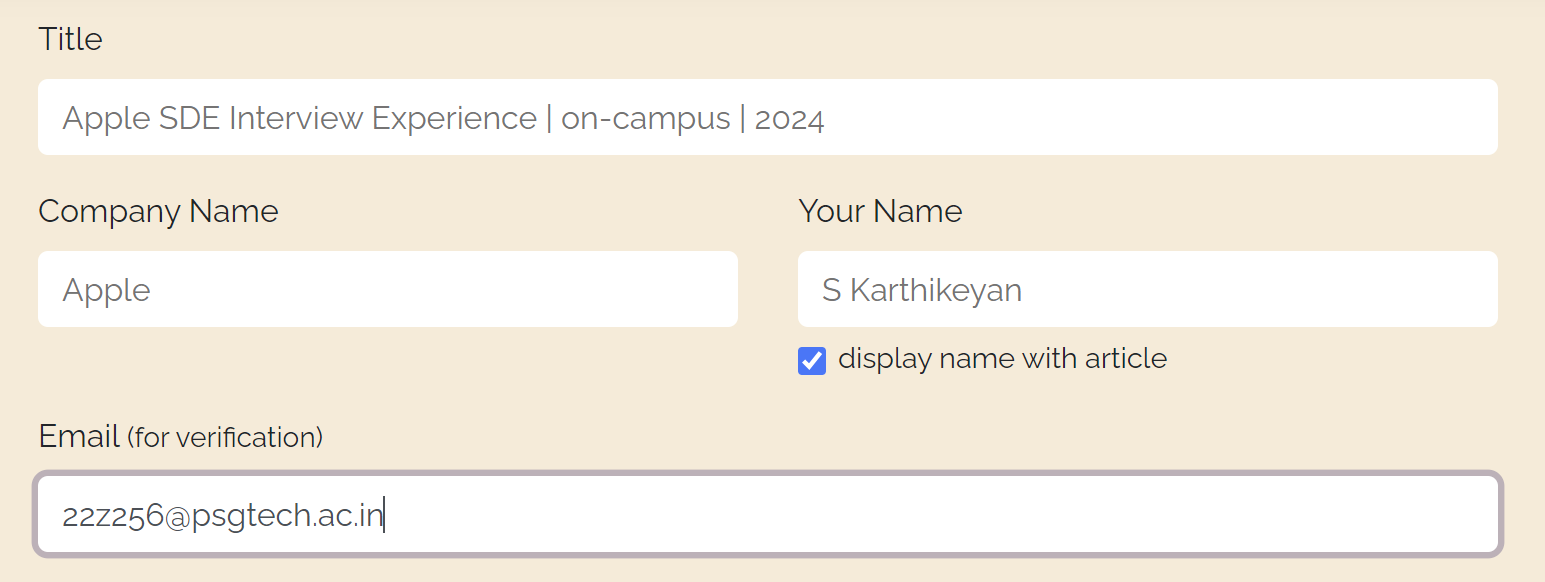 Title
Apple SDE Interview Experience | on-campus | 2024
Company Name
Your Name
Apple
S Karthikeyan
display name with article
Email (for verification)
22z256@psgtech.ac.in